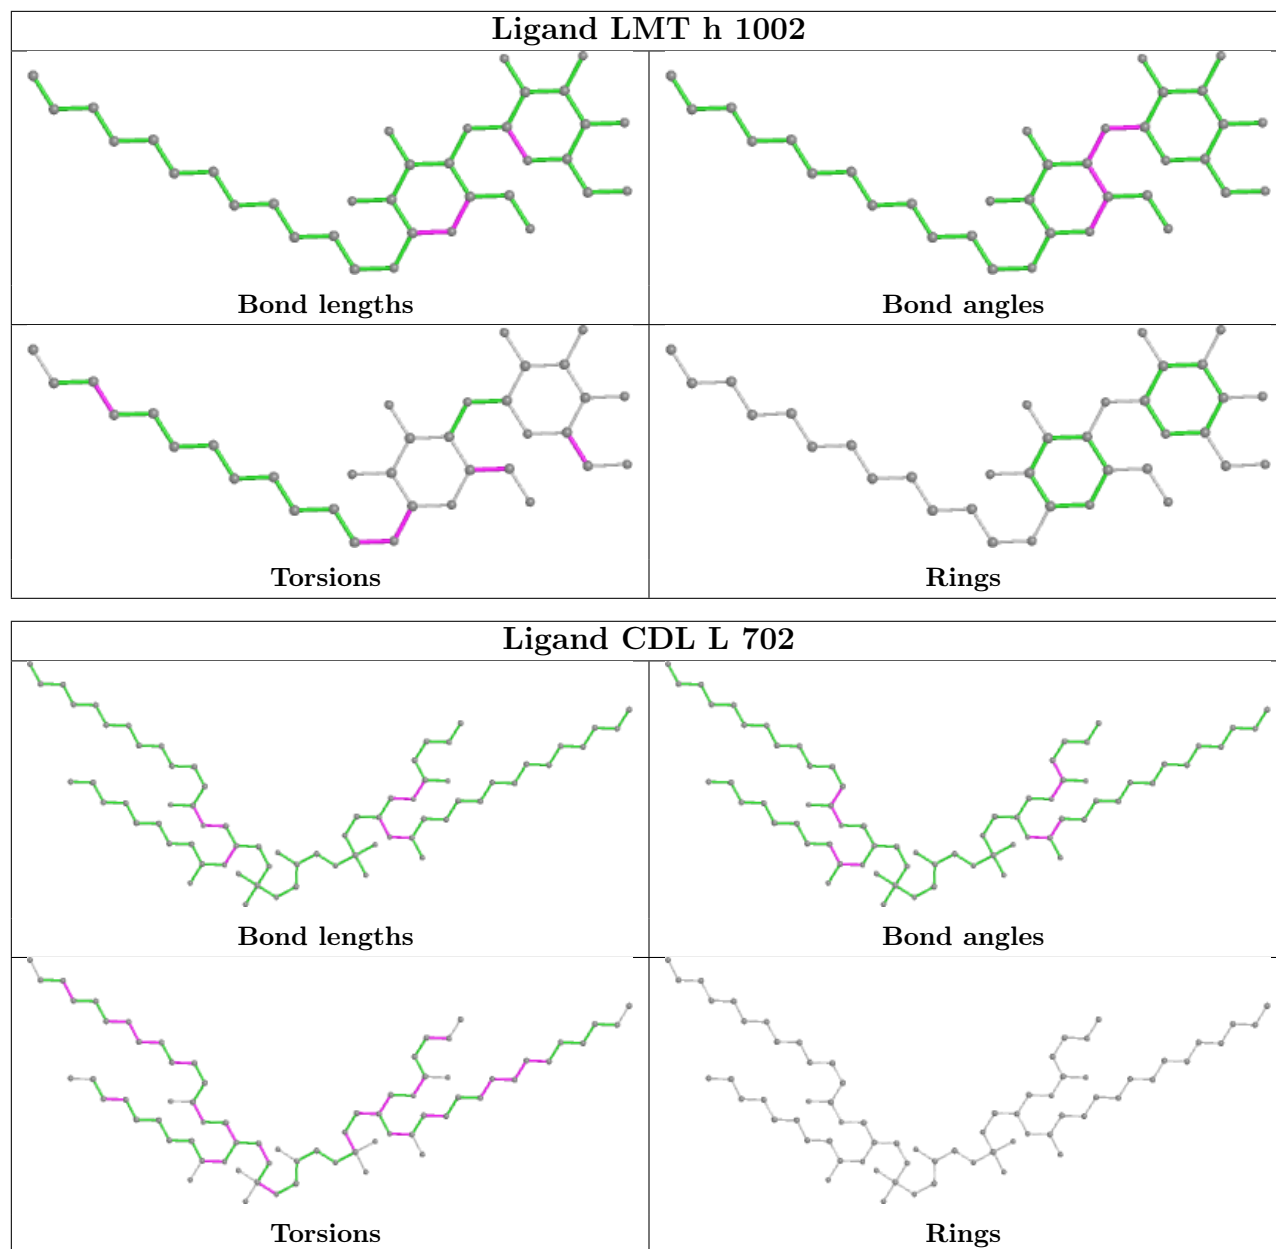 Ligand LMT h 1002
Bond lengths
Bond angles
Torsions
Rings
Ligand CDL L 702
Bond lengths
Bond angles
Torsions
Rings